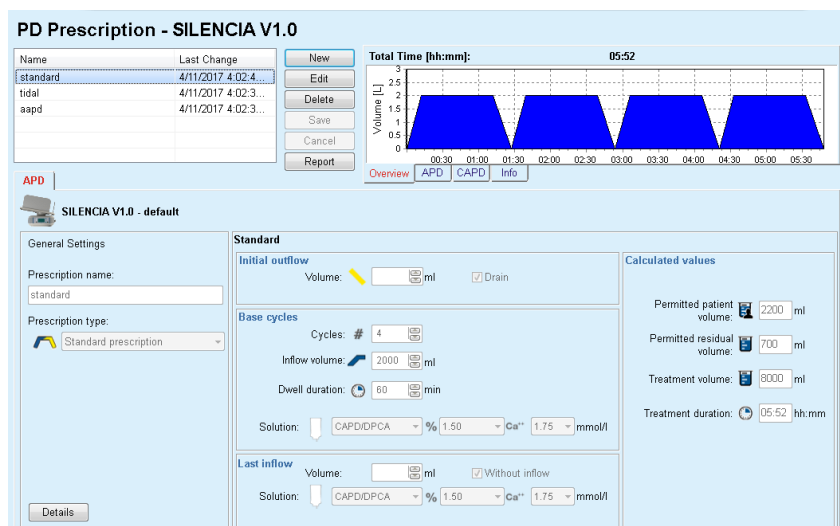 PD Prescription - SILENCIA V1.0
Name Last Change
standard 4/11/2017 4:02:4...
tidal 4/11/2017 4:02:3...
aapd 4/11/2017 4:02:3...
New
Edit
Delete
Save
Cancel
Report
Total Time [hh:mm]: 05:52
Volume [L]
3
2.5
2
1.5
1
0.5
0
00:30 01:00 01:30 02:00 02:30 03:00 03:30 04:00 04:30 05:00 05:30
Overview APD CAPD Info
APD
SILENCIA V1.0 - default
General Settings
Prescription name:
standard
Prescription type:
Standard prescription
Details
Standard
Initial outflow
Volume: ml Drain
Base cycles
Cycles: # 4
Inflow volume: 2000 ml
Dwell duration: 60 min
Solution: CAPD/DPCA % 1.50 Ca⁺⁺ 1.75 mmol/l
Last inflow
Volume: ml Without inflow
Solution: CAPD/DPCA % 1.50 Ca⁺⁺ 1.75 mmol/l
Calculated values
Permitted patient
volume: 2200 ml
Permitted residual
volume: 700 ml
Treatment volume: 8000 ml
Treatment duration: 05:52 hh:mm